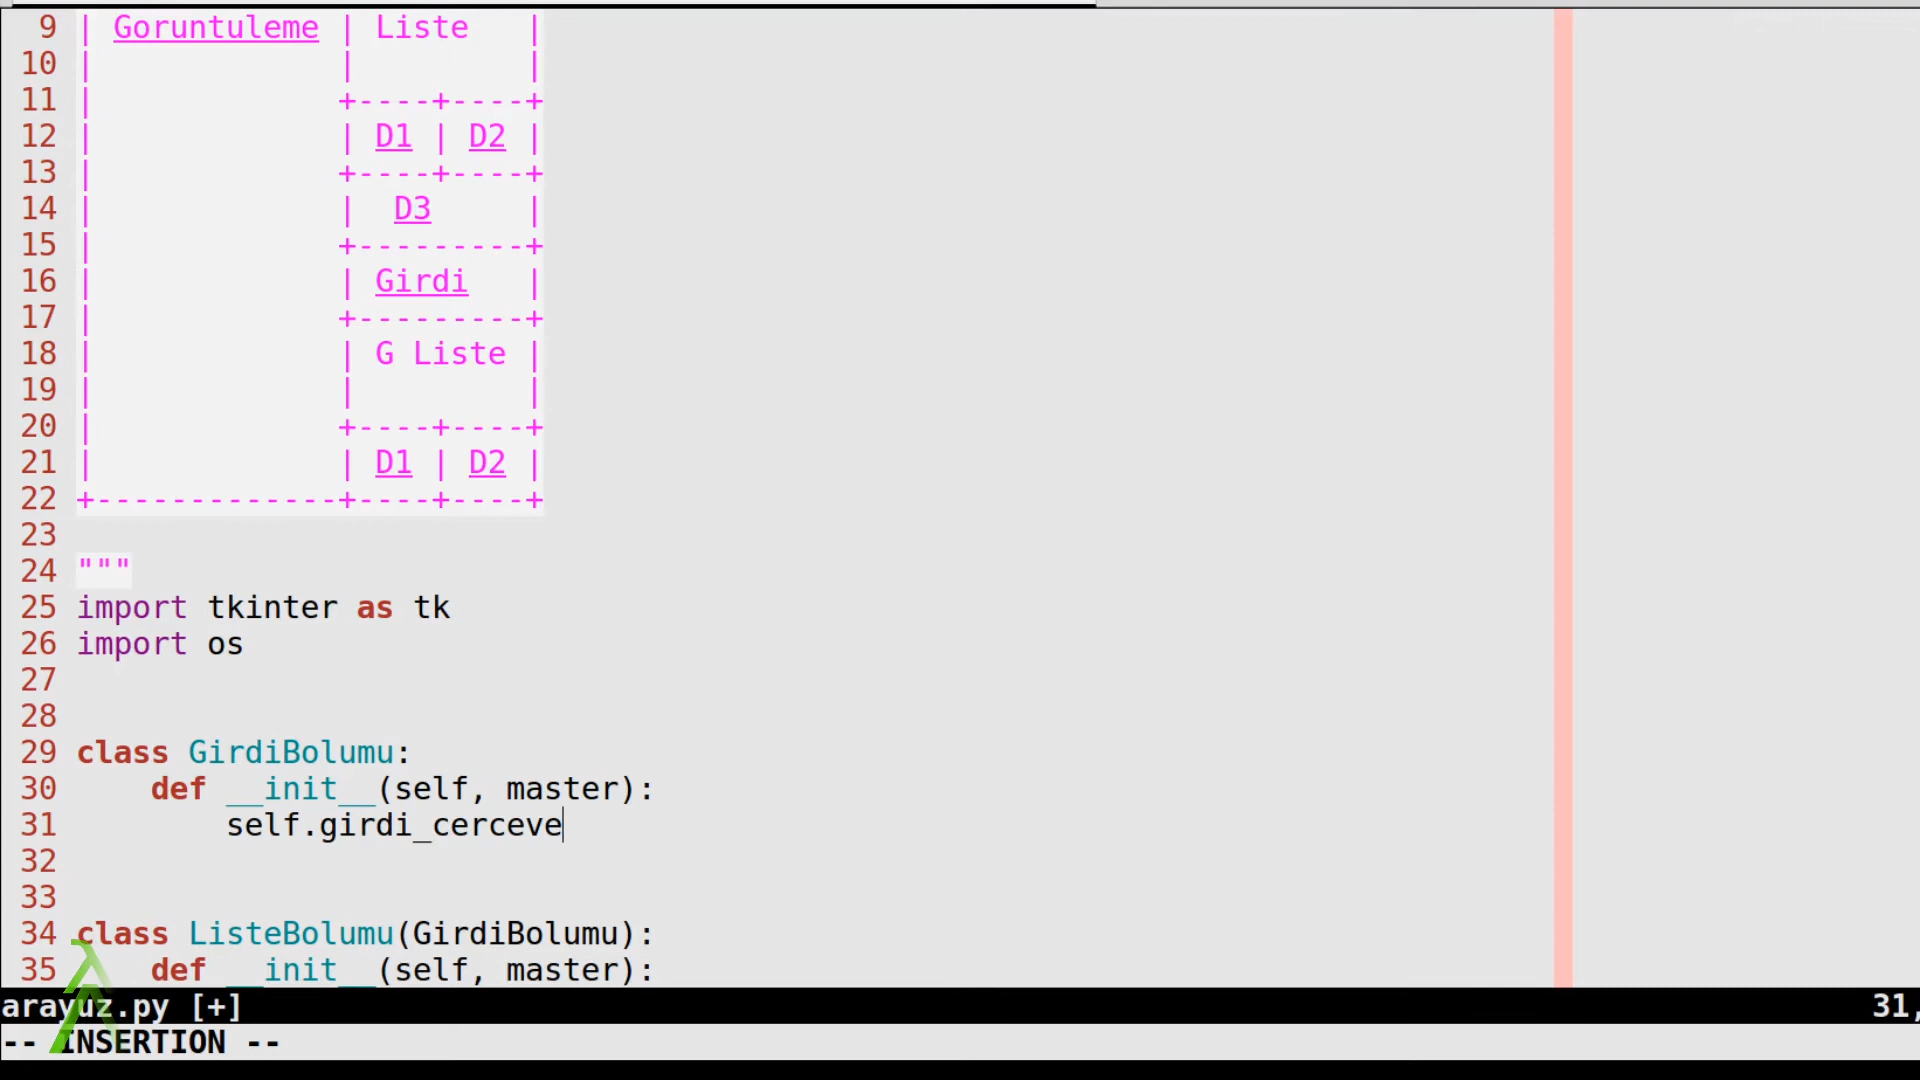 9 | Goruntuleme | Liste   |
10 |             |         |
11 |             +----+----+
12 |             | D1 | D2 |
13 |             +----+----+
14 |             |  D3     |
15 |             +---------+
16 |             | Girdi   |
17 |             +---------+
18 |             | G Liste |
19 |             |         |
20 |             +----+----+
21 |             | D1 | D2 |
22 +-------------+----+----+
23
24 """
25 import tkinter as tk
26 import os
27
28
29 class GirdiBolumu:
30     def __init__(self, master):
31         self.girdi_cerceve
32
33
34 class ListeBolumu(GirdiBolumu):
35     def __init__(self, master):
arayuz.py [+] 31,
-- INSERTION --